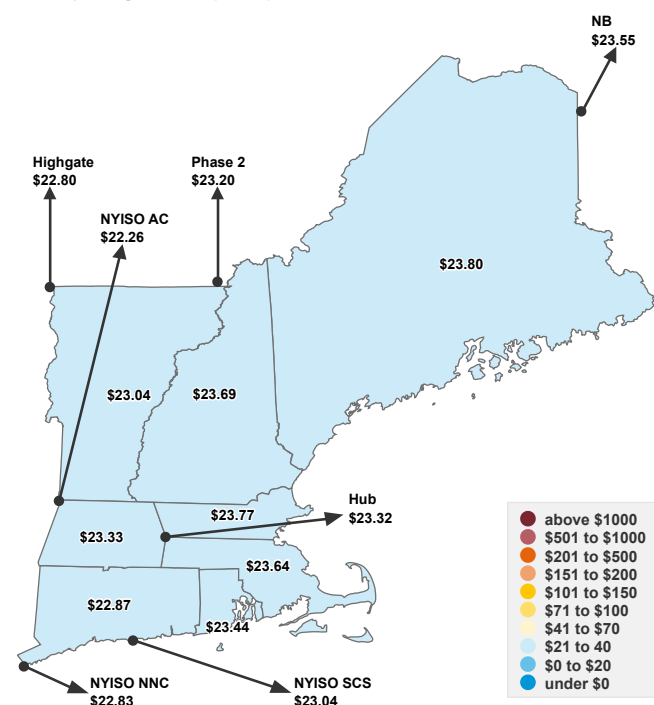 NB
$23.55
Highgate
$22.80
Phase 2
$23.20
NYISO AC
$22.26
$23.80
$23.04
$23.69
Hub
$23.32
$23.77
$23.33
$23.64
$22.87
$23.44
NYISO NNC
$22.83
NYISO SCS
$23.04
above $1000
$501 to $1000
$201 to $500
$151 to $200
$101 to $150
$71 to $100
$41 to $70
$21 to 40
$0 to $20
under $0